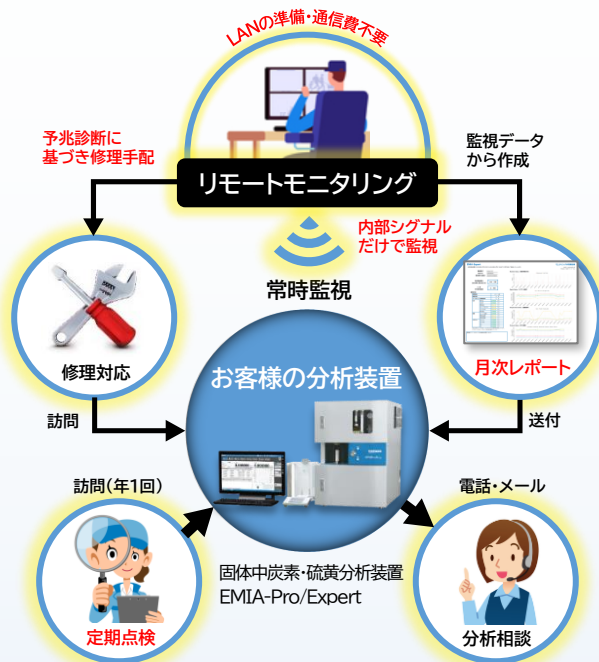 LANの準備・通信費不要
予兆診断に
基づき修理手配
監視データ
から作成
リモートモニタリング
内部シグナル
だけで監視
常時監視
修理対応
月次レポート
お客様の分析装置
訪問
送付
訪問(年1回)
電話・メール
定期点検
固体中炭素・硫黄分析装置
EMIA-Pro/Expert
分析相談